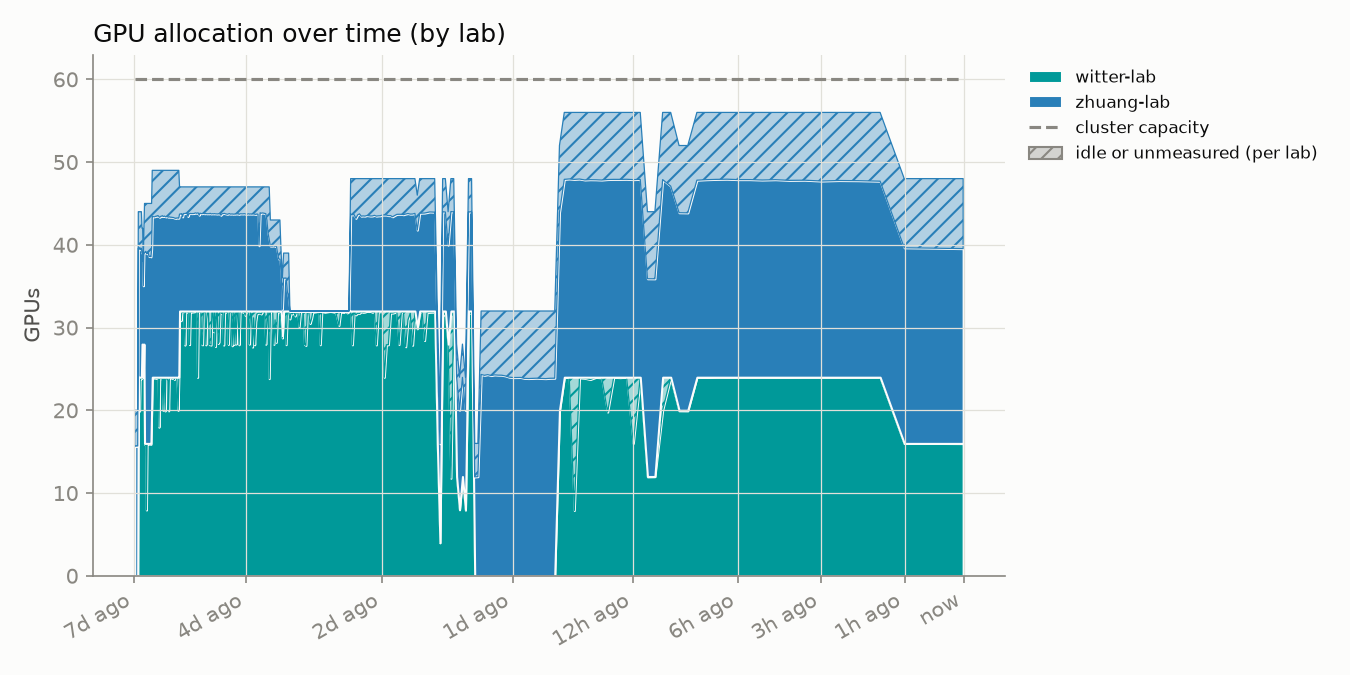 GPU allocation over time (by lab)
witter-lab
zhuang-lab
cluster capacity
idle or unmeasured (per lab)
GPUs
60
50
40
30
20
10
0
7d ago
4d ago
2d ago
1d ago
12h ago
6h ago
3h ago
1h ago
now